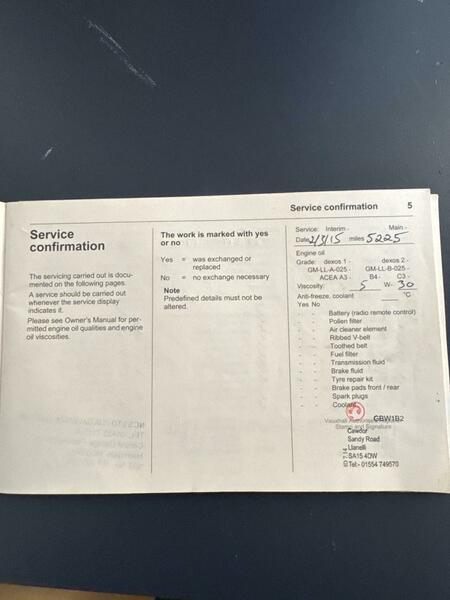 Service confirmation 5
Service
confirmation
The servicing carried out is docu-
mented on the following pages.
A service should be carried out
whenever the service display
indicates it.
Please see Owner's Manual for per-
mitted engine oil qualities and engine
oil viscosities.
The work is marked with yes
or no
Yes = was exchanged or
replaced
No = no exchange necessary
Note
Predefined details must not be
altered.
Service: Interim - Main -
Date 2/3/15 miles 5225
Engine oil
Grade: dexos 1 - dexos 2 -
GM-LL-A-025 - GM-LL-B-025 -
ACEA A3 - B4 - C3 -
Viscosity: 5 W- 30
Anti-freeze, coolant °C
Yes No
- - Battery (radio remote control)
- - Pollen filter
- - Air cleaner element
- - Ribbed V-belt
- - Toothed belt
- - Fuel filter
- - Transmission fluid
- - Brake fluid
- - Tyre repair kit
- - Brake pads front / rear
- - Spark plugs
- - Coolant
GBW1B2
Vauxhall
Stamp and Signature
Cawdor
Sandy Road
Llanelli
SA15 4DW
Tel:- 01554 749570